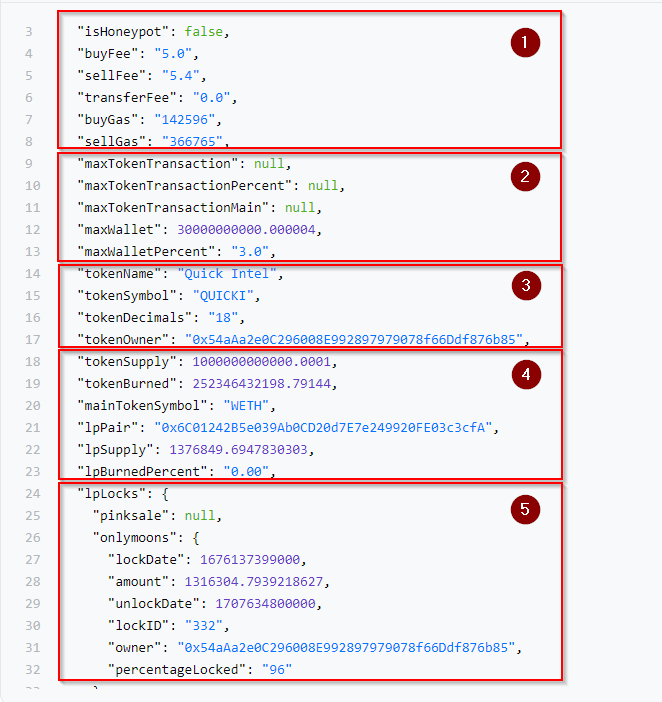 3 "isHoneypot": false,
4 "buyFee": "5.0",
5 "sellFee": "5.4",
6 "transferFee": "0.0",
7 "buyGas": "142596",
8 "sellGas": "366765",
1
9 "maxTokenTransaction": null,
10 "maxTokenTransactionPercent": null,
11 "maxTokenTransactionMain": null,
12 "maxWallet": 30000000000.000004,
13 "maxWalletPercent": "3.0",
2
14 "tokenName": "Quick Intel",
15 "tokenSymbol": "QUICKI",
16 "tokenDecimals": "18",
17 "tokenOwner": "0x54aAa2e0C296008E992897979078f66Ddf876b85",
3
18 "tokenSupply": 1000000000000.0001,
19 "tokenBurned": 252346432198.79144,
20 "mainTokenSymbol": "WETH",
21 "lpPair": "0x6C01242B5e039Ab0CD20d7E7e249920FE03c3cfA",
22 "lpSupply": 1376849.6947830303,
23 "lpBurnedPercent": "0.00",
4
24 "lpLocks": {
25 "pinksale": null,
26 "onlymoons": {
27 "lockDate": 1676137399000,
28 "amount": 1316304.7939218627,
29 "unlockDate": 1707634800000,
30 "lockID": "332",
31 "owner": "0x54aAa2e0C296008E992897979078f66Ddf876b85",
32 "percentageLocked": "96"
5